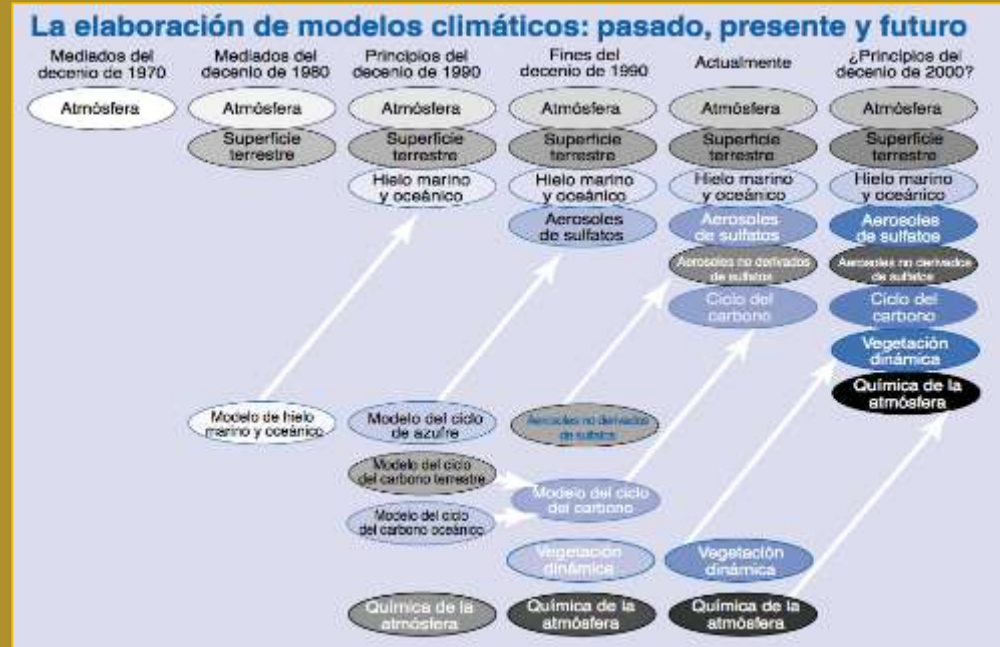 La elaboración de modelos climáticos: pasado, presente y futuro
Mediados del
decenio de 1970
Mediados del
decenio de 1980
Principios del
decenio de 1990
Fines del
decenio de 1990
Actualmente
¿Principios del
decenio de 2000?
Atmósfera
Atmósfera
Atmósfera
Atmósfera
Atmósfera
Atmósfera
Superficie
terrestre
Superficie
terrestre
Superficie
terrestre
Superficie
terrestre
Superficie
terrestre
Hielo marino
y oceánico
Hielo marino
y oceánico
Hielo marino
y oceánico
Hielo marino
y oceánico
Aerosoles
de sulfatos
Aerosoles
de sulfatos
Aerosoles
de sulfatos
Aerosoles no derivados
de sulfatos
Aerosoles no derivados
de sulfatos
Ciclo del
carbono
Ciclo del
carbono
Vegetación
dinámica
Química de la
atmósfera
Modelo de hielo
marino y oceánico
Modelo del ciclo
de azufre
Aerosoles no derivados
de sulfatos
Modelo del ciclo
del carbono terrestre
Modelo del ciclo
del carbono oceánico
Modelo del ciclo
del carbono
Vegetación
dinámica
Vegetación
dinámica
Química de la
atmósfera
Química de la
atmósfera
Química de la
atmósfera